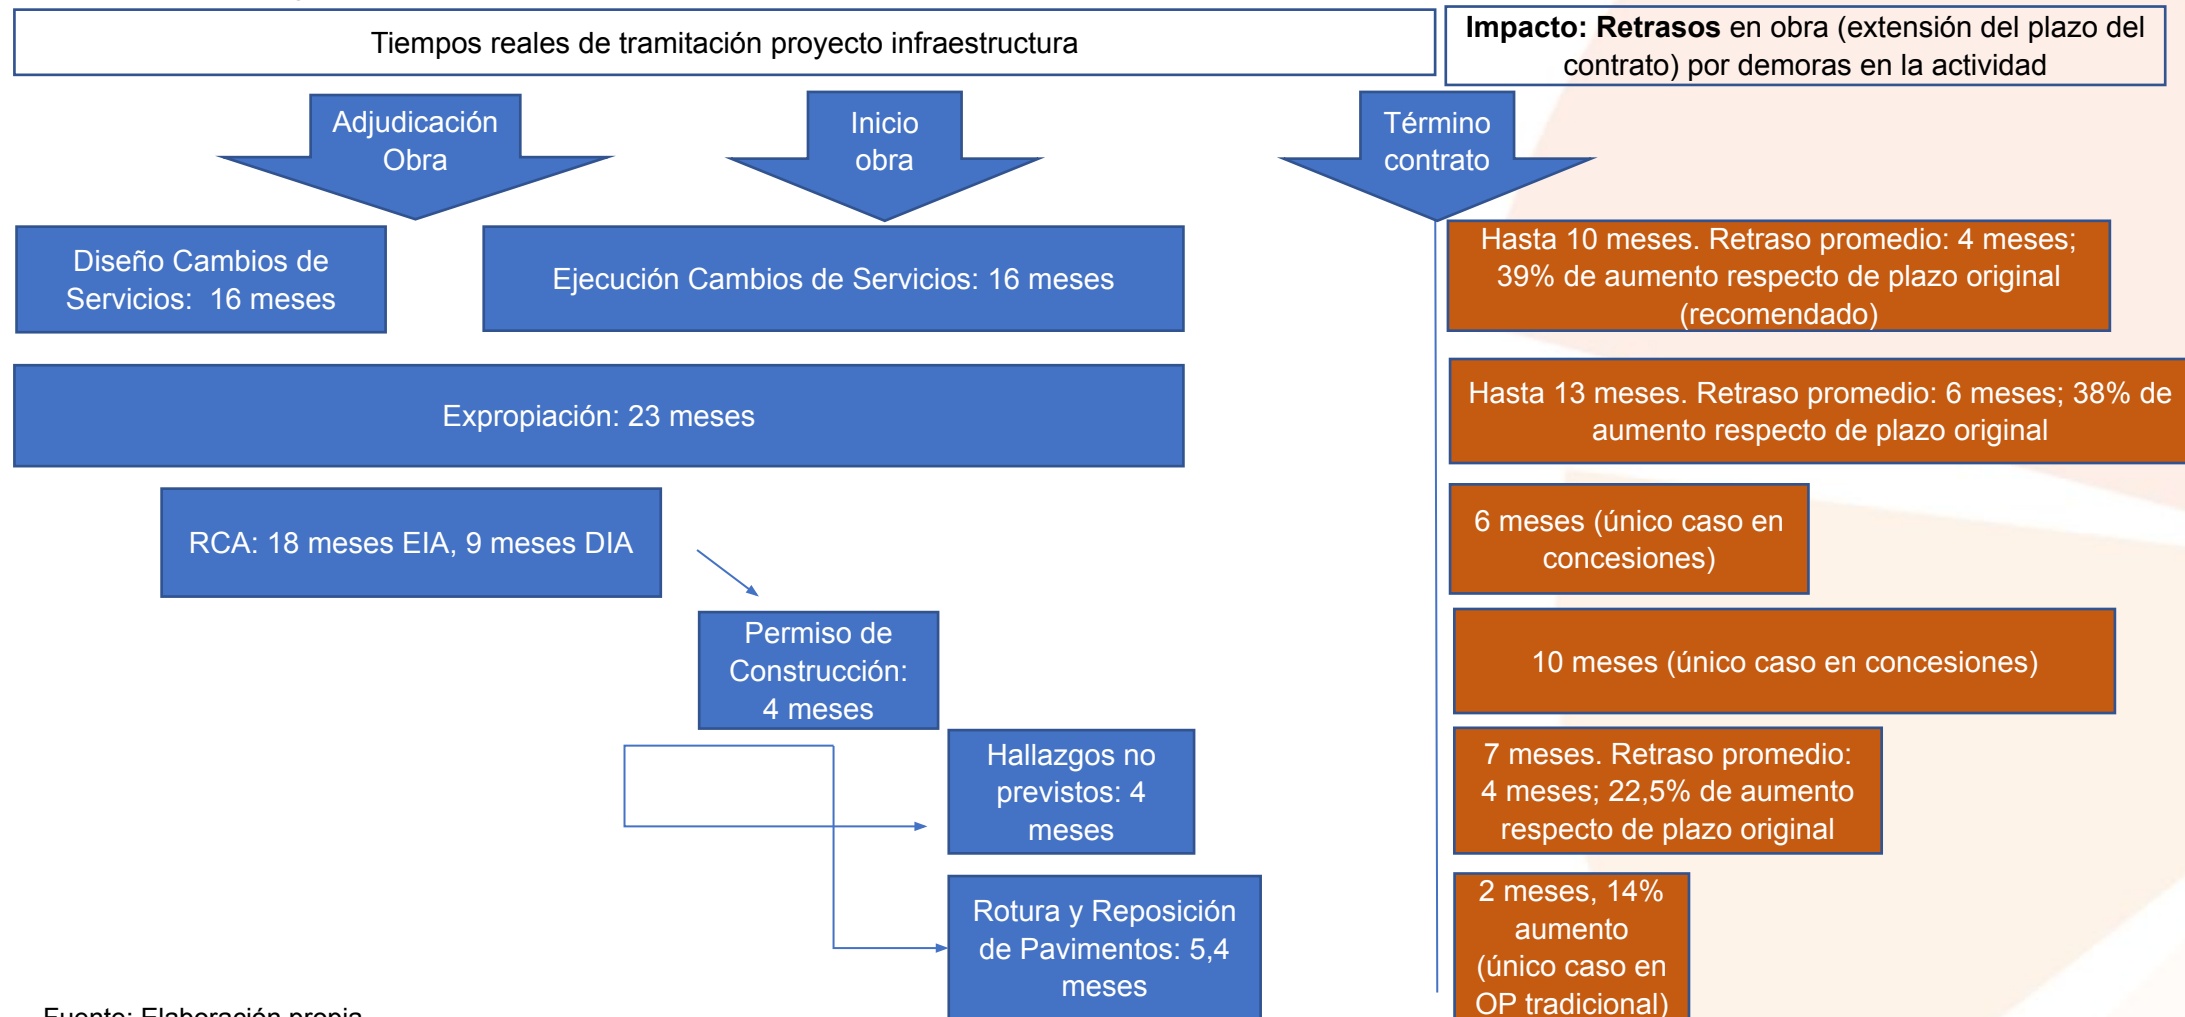 Tiempos reales de tramitación proyecto infraestructura
Impacto: Retrasos en obra (extensión del plazo del
contrato) por demoras en la actividad
Adjudicación
Obra
Inicio
obra
Término
contrato
Diseño Cambios de
Servicios: 16 meses
Ejecución Cambios de Servicios: 16 meses
Hasta 10 meses. Retraso promedio: 4 meses;
39% de aumento respecto de plazo original
(recomendado)
Expropiación: 23 meses
Hasta 13 meses. Retraso promedio: 6 meses; 38% de
aumento respecto de plazo original
RCA: 18 meses EIA, 9 meses DIA
6 meses (único caso en
concesiones)
Permiso de
Construcción:
4 meses
10 meses (único caso en concesiones)
Hallazgos no
previstos: 4
meses
7 meses. Retraso promedio:
4 meses; 22,5% de aumento
respecto de plazo original
Rotura y Reposición
de Pavimentos: 5,4
meses
2 meses, 14%
aumento
(único caso en
OP tradicional)
Fuente: Elaboración propia